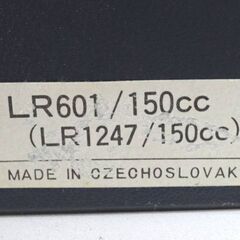 LR601/150cc
(LR1247/150cc)
MADE IN CZECHOSLOVAK